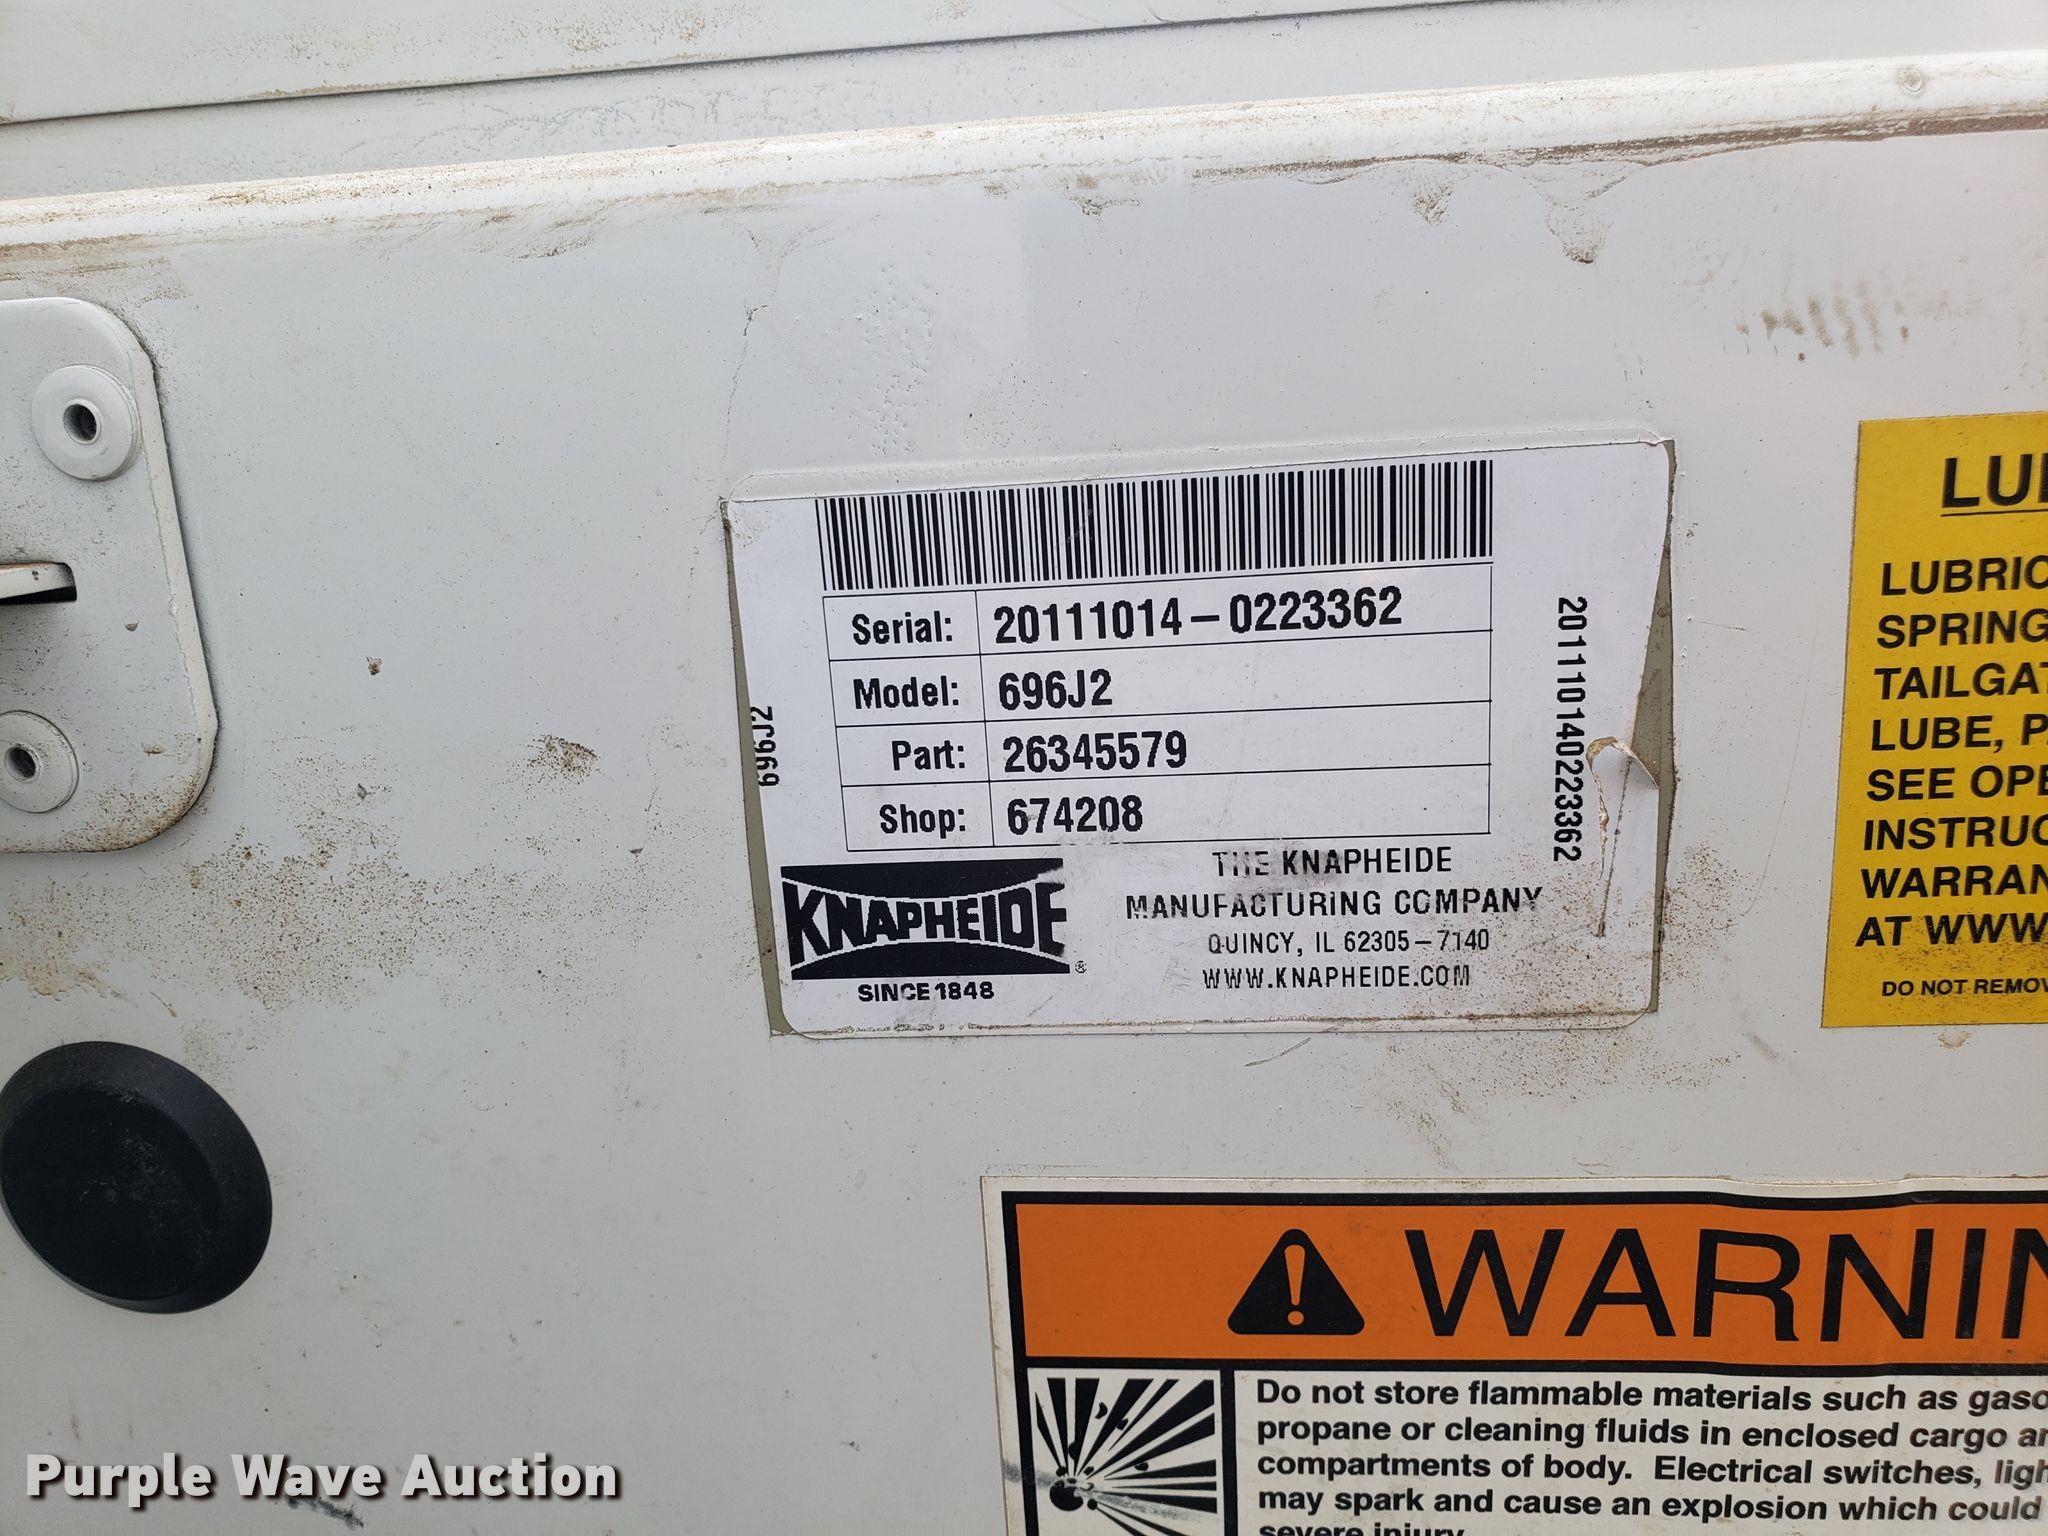 Serial: 20111014-0223362
Model: 696J2
Part: 26345579
Shop: 674208
696J2
201110140223362
KNAPHEIDE®
SINCE 1848
THE KNAPHEIDE
MANUFACTURING COMPANY
QUINCY, IL 62305-7140
WWW.KNAPHEIDE.COM
LU
LUBRIC
SPRING
TAILGAT
LUBE, P
SEE OPE
INSTRUC
WARRAN
AT WWW
DO NOT REMOV
WARNIN
Do not store flammable materials such as gaso
propane or cleaning fluids in enclosed cargo a
compartments of body. Electrical switches, ligh
may spark and cause an explosion which could
severe injury
Purple Wave Auction